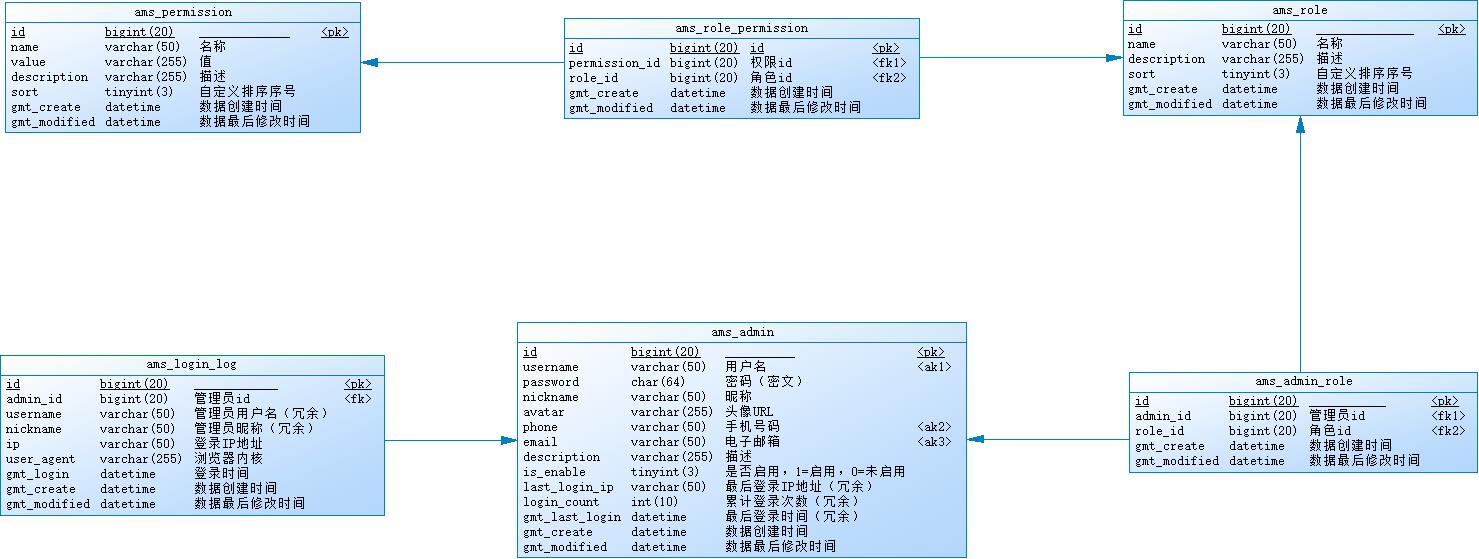 ams_permission
id bigint(20) <pk>
name varchar(50) 名称
value varchar(255) 值
description varchar(255) 描述
sort tinyint(3) 自定义排序序号
gmt_create datetime 数据创建时间
gmt_modified datetime 数据最后修改时间
ams_role_permission
id bigint(20) id <pk>
permission_id bigint(20) 权限id <fk1>
role_id bigint(20) 角色id <fk2>
gmt_create datetime 数据创建时间
gmt_modified datetime 数据最后修改时间
ams_role
id bigint(20) <pk>
name varchar(50) 名称
description varchar(255) 描述
sort tinyint(3) 自定义排序序号
gmt_create datetime 数据创建时间
gmt_modified datetime 数据最后修改时间
ams_login_log
id bigint(20) <pk>
admin_id bigint(20) 管理员id <fk>
username varchar(50) 管理员用户名（冗余）
nickname varchar(50) 管理员昵称（冗余）
ip varchar(50) 登录IP地址
user_agent varchar(255) 浏览器内核
gmt_login datetime 登录时间
gmt_create datetime 数据创建时间
gmt_modified datetime 数据最后修改时间
ams_admin
id bigint(20) <pk>
username varchar(50) 用户名 <ak1>
password char(64) 密码（密文）
nickname varchar(50) 昵称
avatar varchar(255) 头像URL
phone varchar(50) 手机号码 <ak2>
email varchar(50) 电子邮箱 <ak3>
description varchar(255) 描述
is_enable tinyint(3) 是否启用，1=启用，0=未启用
last_login_ip varchar(50) 最后登录IP地址（冗余）
login_count int(10) 累计登录次数（冗余）
gmt_last_login datetime 最后登录时间（冗余）
gmt_create datetime 数据创建时间
gmt_modified datetime 数据最后修改时间
ams_admin_role
id bigint(20) <pk>
admin_id bigint(20) 管理员id <fk1>
role_id bigint(20) 角色id <fk2>
gmt_create datetime 数据创建时间
gmt_modified datetime 数据最后修改时间